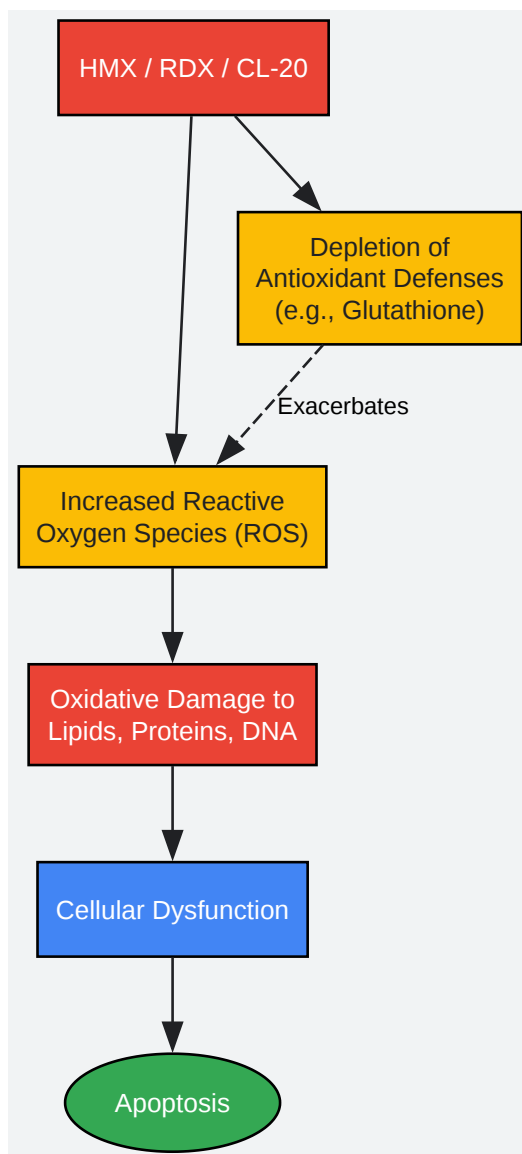 HMX / RDX / CL-20
Depletion of
Antioxidant Defenses
(e.g., Glutathione)
Exacerbates
Increased Reactive
Oxygen Species (ROS)
Oxidative Damage to
Lipids, Proteins, DNA
Cellular Dysfunction
Apoptosis